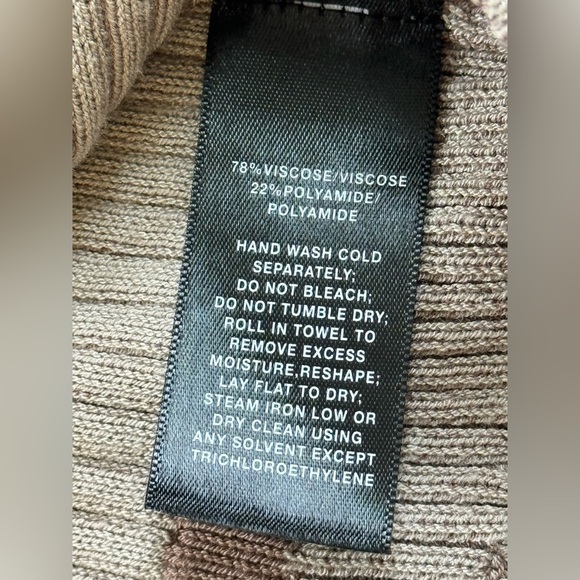 78%VISCOSE/VISCOSE
22%POLYAMIDE/
POLYAMIDE
HAND WASH COLD
SEPARATELY;
DO NOT BLEACH;
DO NOT TUMBLE DRY;
ROLL IN TOWEL TO
REMOVE EXCESS
MOISTURE,RESHAPE;
LAY FLAT TO DRY;
STEAM IRON LOW OR
DRY CLEAN USING
ANY SOLVENT EXCEPT
TRICHLOROETHYLENE